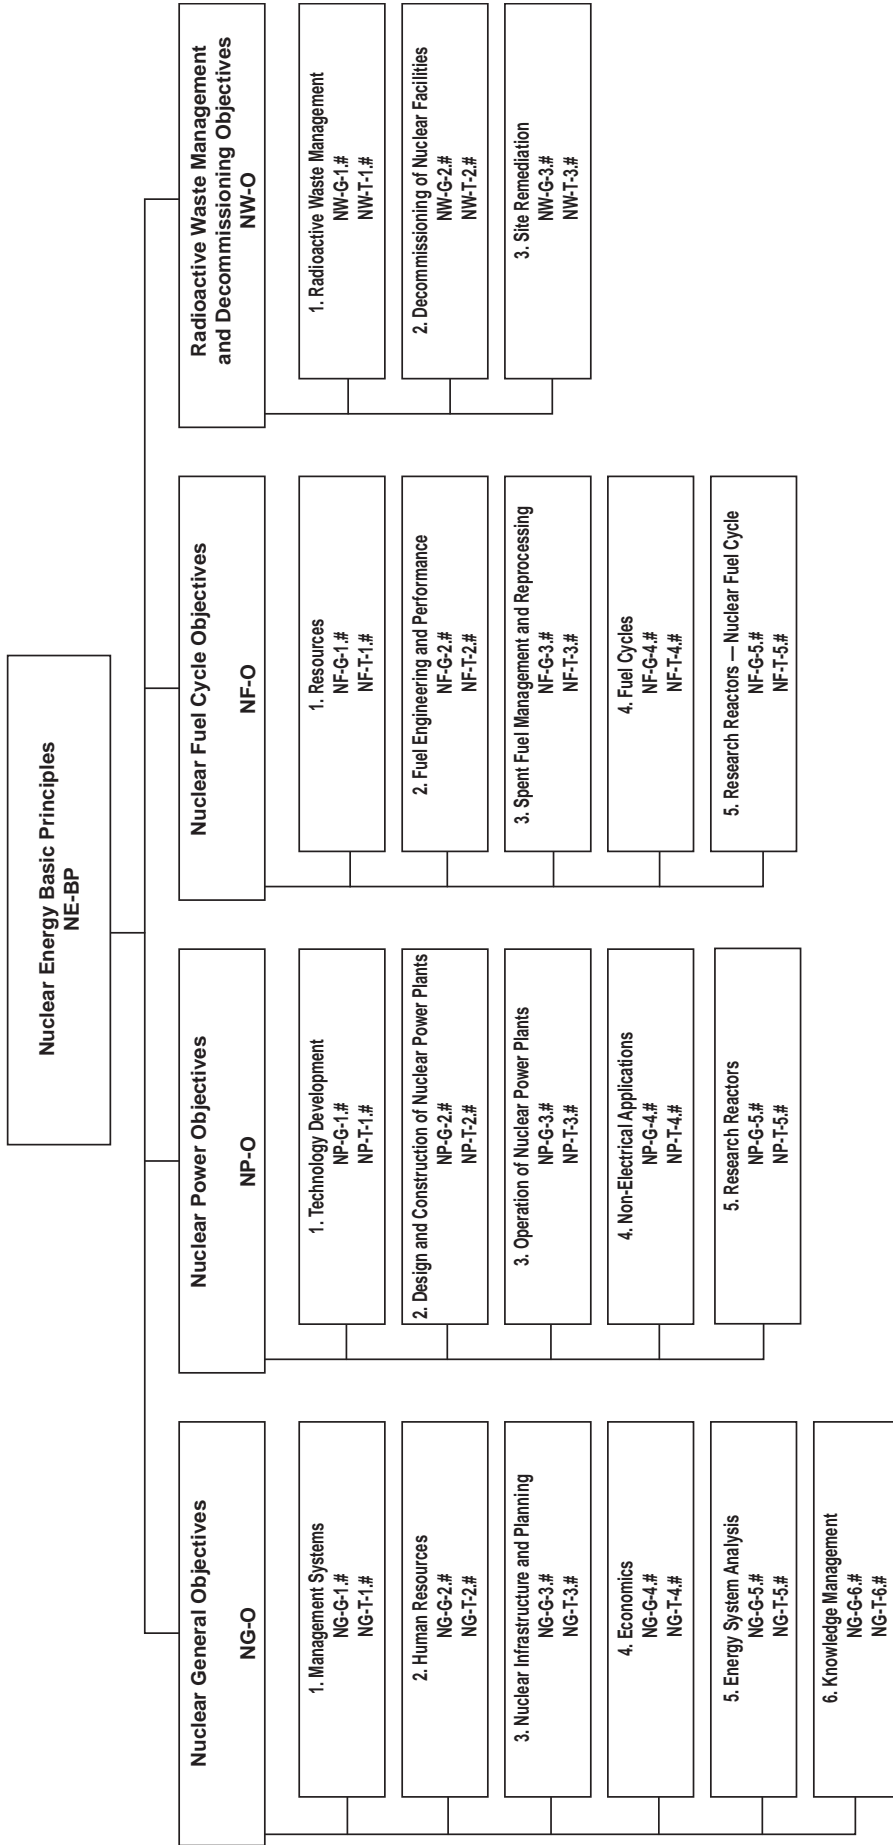 Nuclear Energy Basic Principles
NE-BP
Nuclear General Objectives
NG-O
1. Management Systems
NG-G-1.#
NG-T-1.#
2. Human Resources
NG-G-2.#
NG-T-2.#
3. Nuclear Infrastructure and Planning
NG-G-3.#
NG-T-3.#
4. Economics
NG-G-4.#
NG-T-4.#
5. Energy System Analysis
NG-G-5.#
NG-T-5.#
6. Knowledge Management
NG-G-6.#
NG-T-6.#
Nuclear Power Objectives
NP-O
1. Technology Development
NP-G-1.#
NP-T-1.#
2. Design and Construction of Nuclear Power Plants
NP-G-2.#
NP-T-2.#
3. Operation of Nuclear Power Plants
NP-G-3.#
NP-T-3.#
4. Non-Electrical Applications
NP-G-4.#
NP-T-4.#
5. Research Reactors
NP-G-5.#
NP-T-5.#
Nuclear Fuel Cycle Objectives
NF-O
1. Resources
NF-G-1.#
NF-T-1.#
2. Fuel Engineering and Performance
NF-G-2.#
NF-T-2.#
3. Spent Fuel Management and Reprocessing
NF-G-3.#
NF-T-3.#
4. Fuel Cycles
NF-G-4.#
NF-T-4.#
5. Research Reactors — Nuclear Fuel Cycle
NF-G-5.#
NF-T-5.#
Radioactive Waste Management
and Decommissioning Objectives
NW-O
1. Radioactive Waste Management
NW-G-1.#
NW-T-1.#
2. Decommissioning of Nuclear Facilities
NW-G-2.#
NW-T-2.#
3. Site Remediation
NW-G-3.#
NW-T-3.#